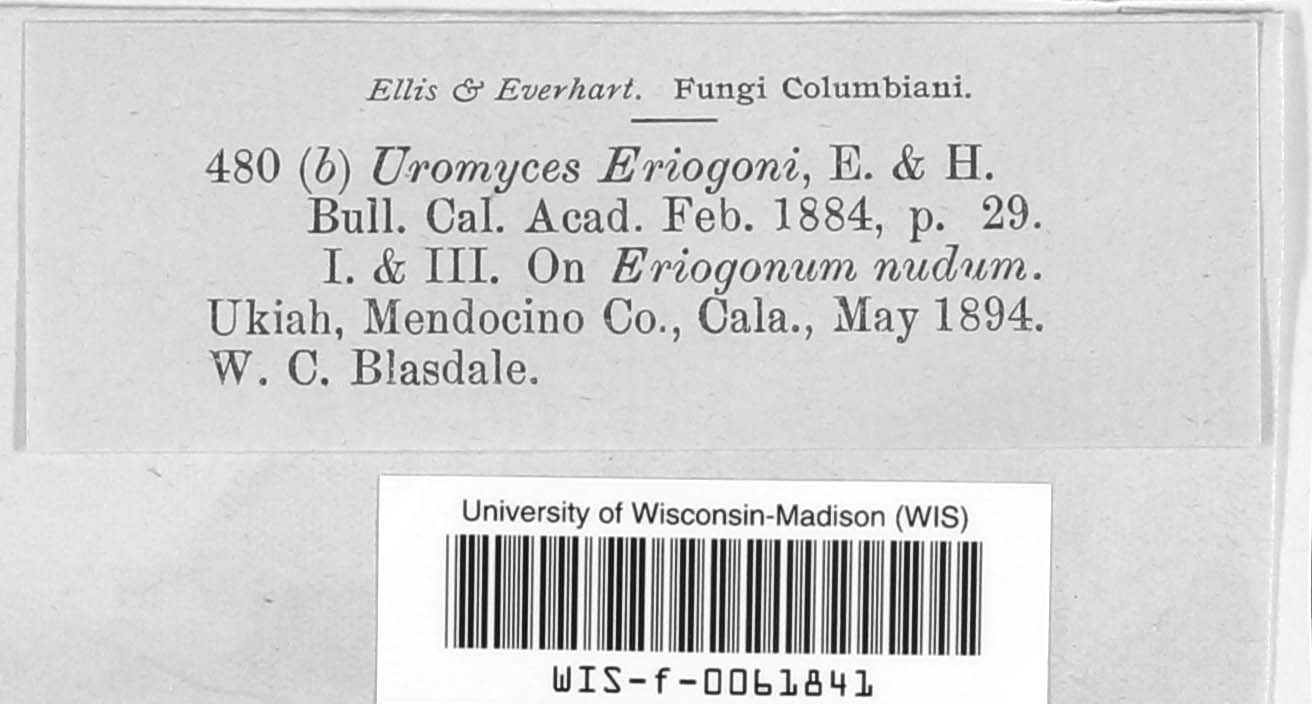 Ellis & Everhart. Fungi Columbiani.
480 (b) Uromyces Eriogoni, E. & H.
Bull. Cal. Acad. Feb. 1884, p. 29.
I. & III. On Eriogonum nudum.
Ukiah, Mendocino Co., Cala., May 1894.
W. C. Blasdale.
University of Wisconsin-Madison (WIS)
WIS-f-0061841